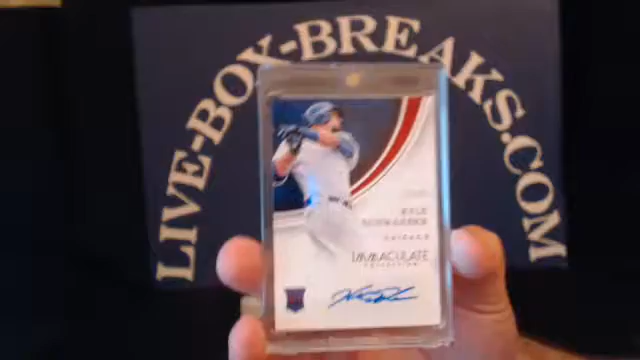 LIVE-BOX-BREAKS.COM
KYLE
SCHWARBER
CHICAGO
IMMACULATE
COLLECTION